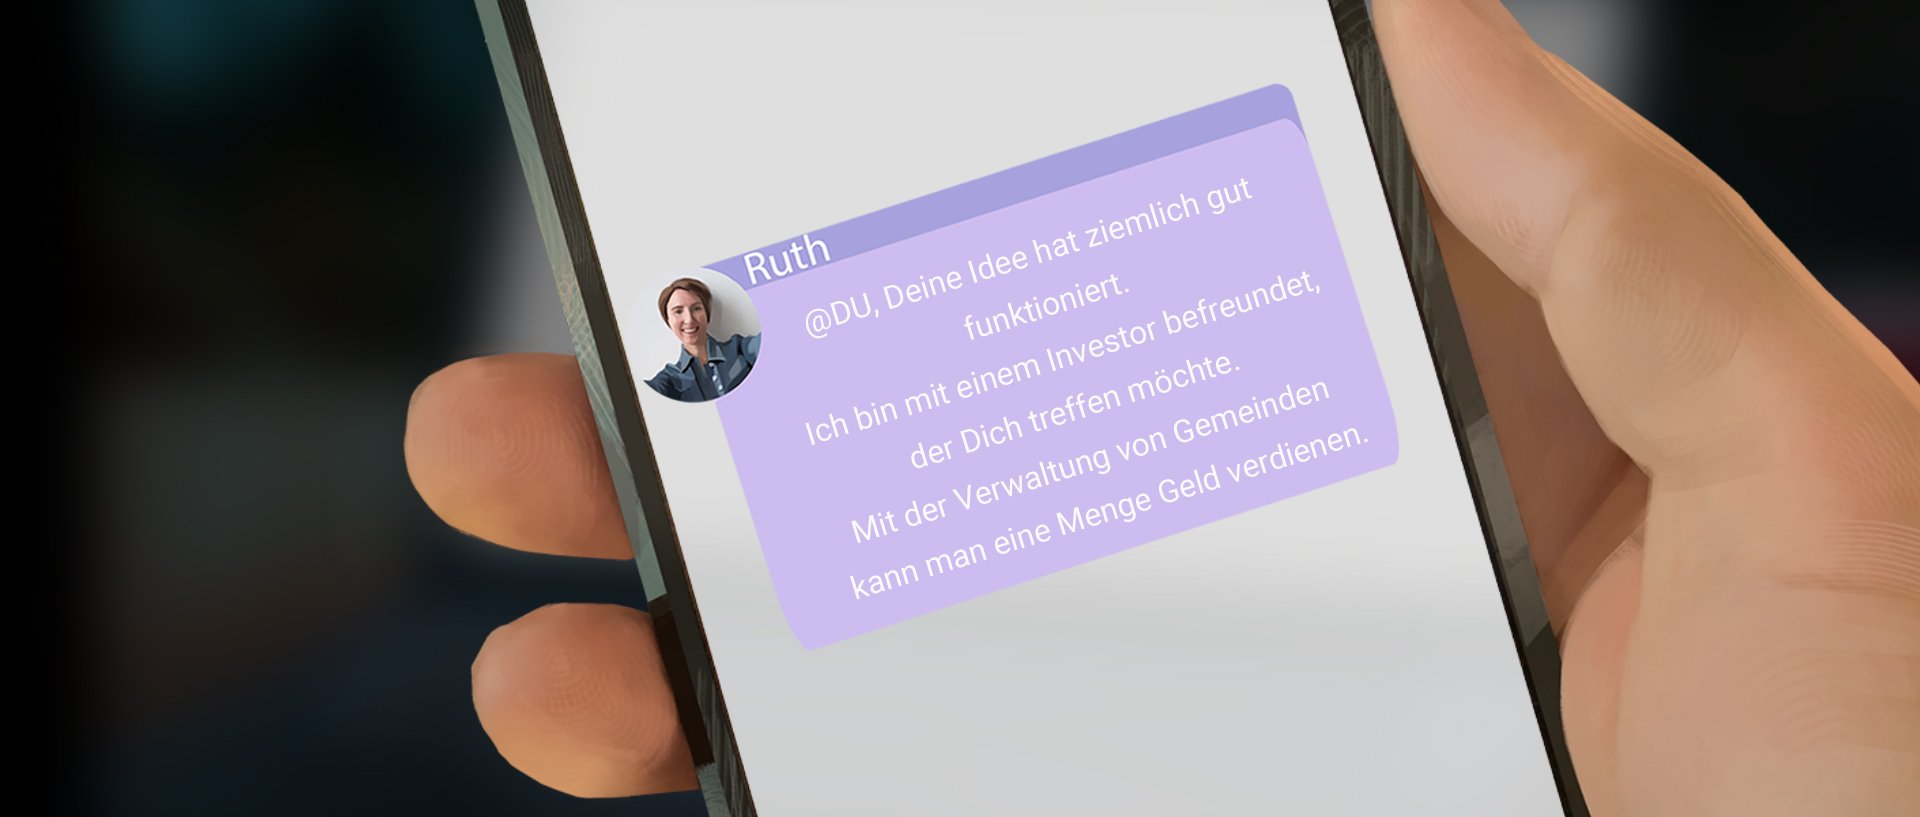 Ruth
@DU, Deine Idee hat ziemlich gut
funktioniert.
Ich bin mit einem Investor befreundet,
der Dich treffen möchte.
Mit der Verwaltung von Gemeinden
kann man eine Menge Geld verdienen.